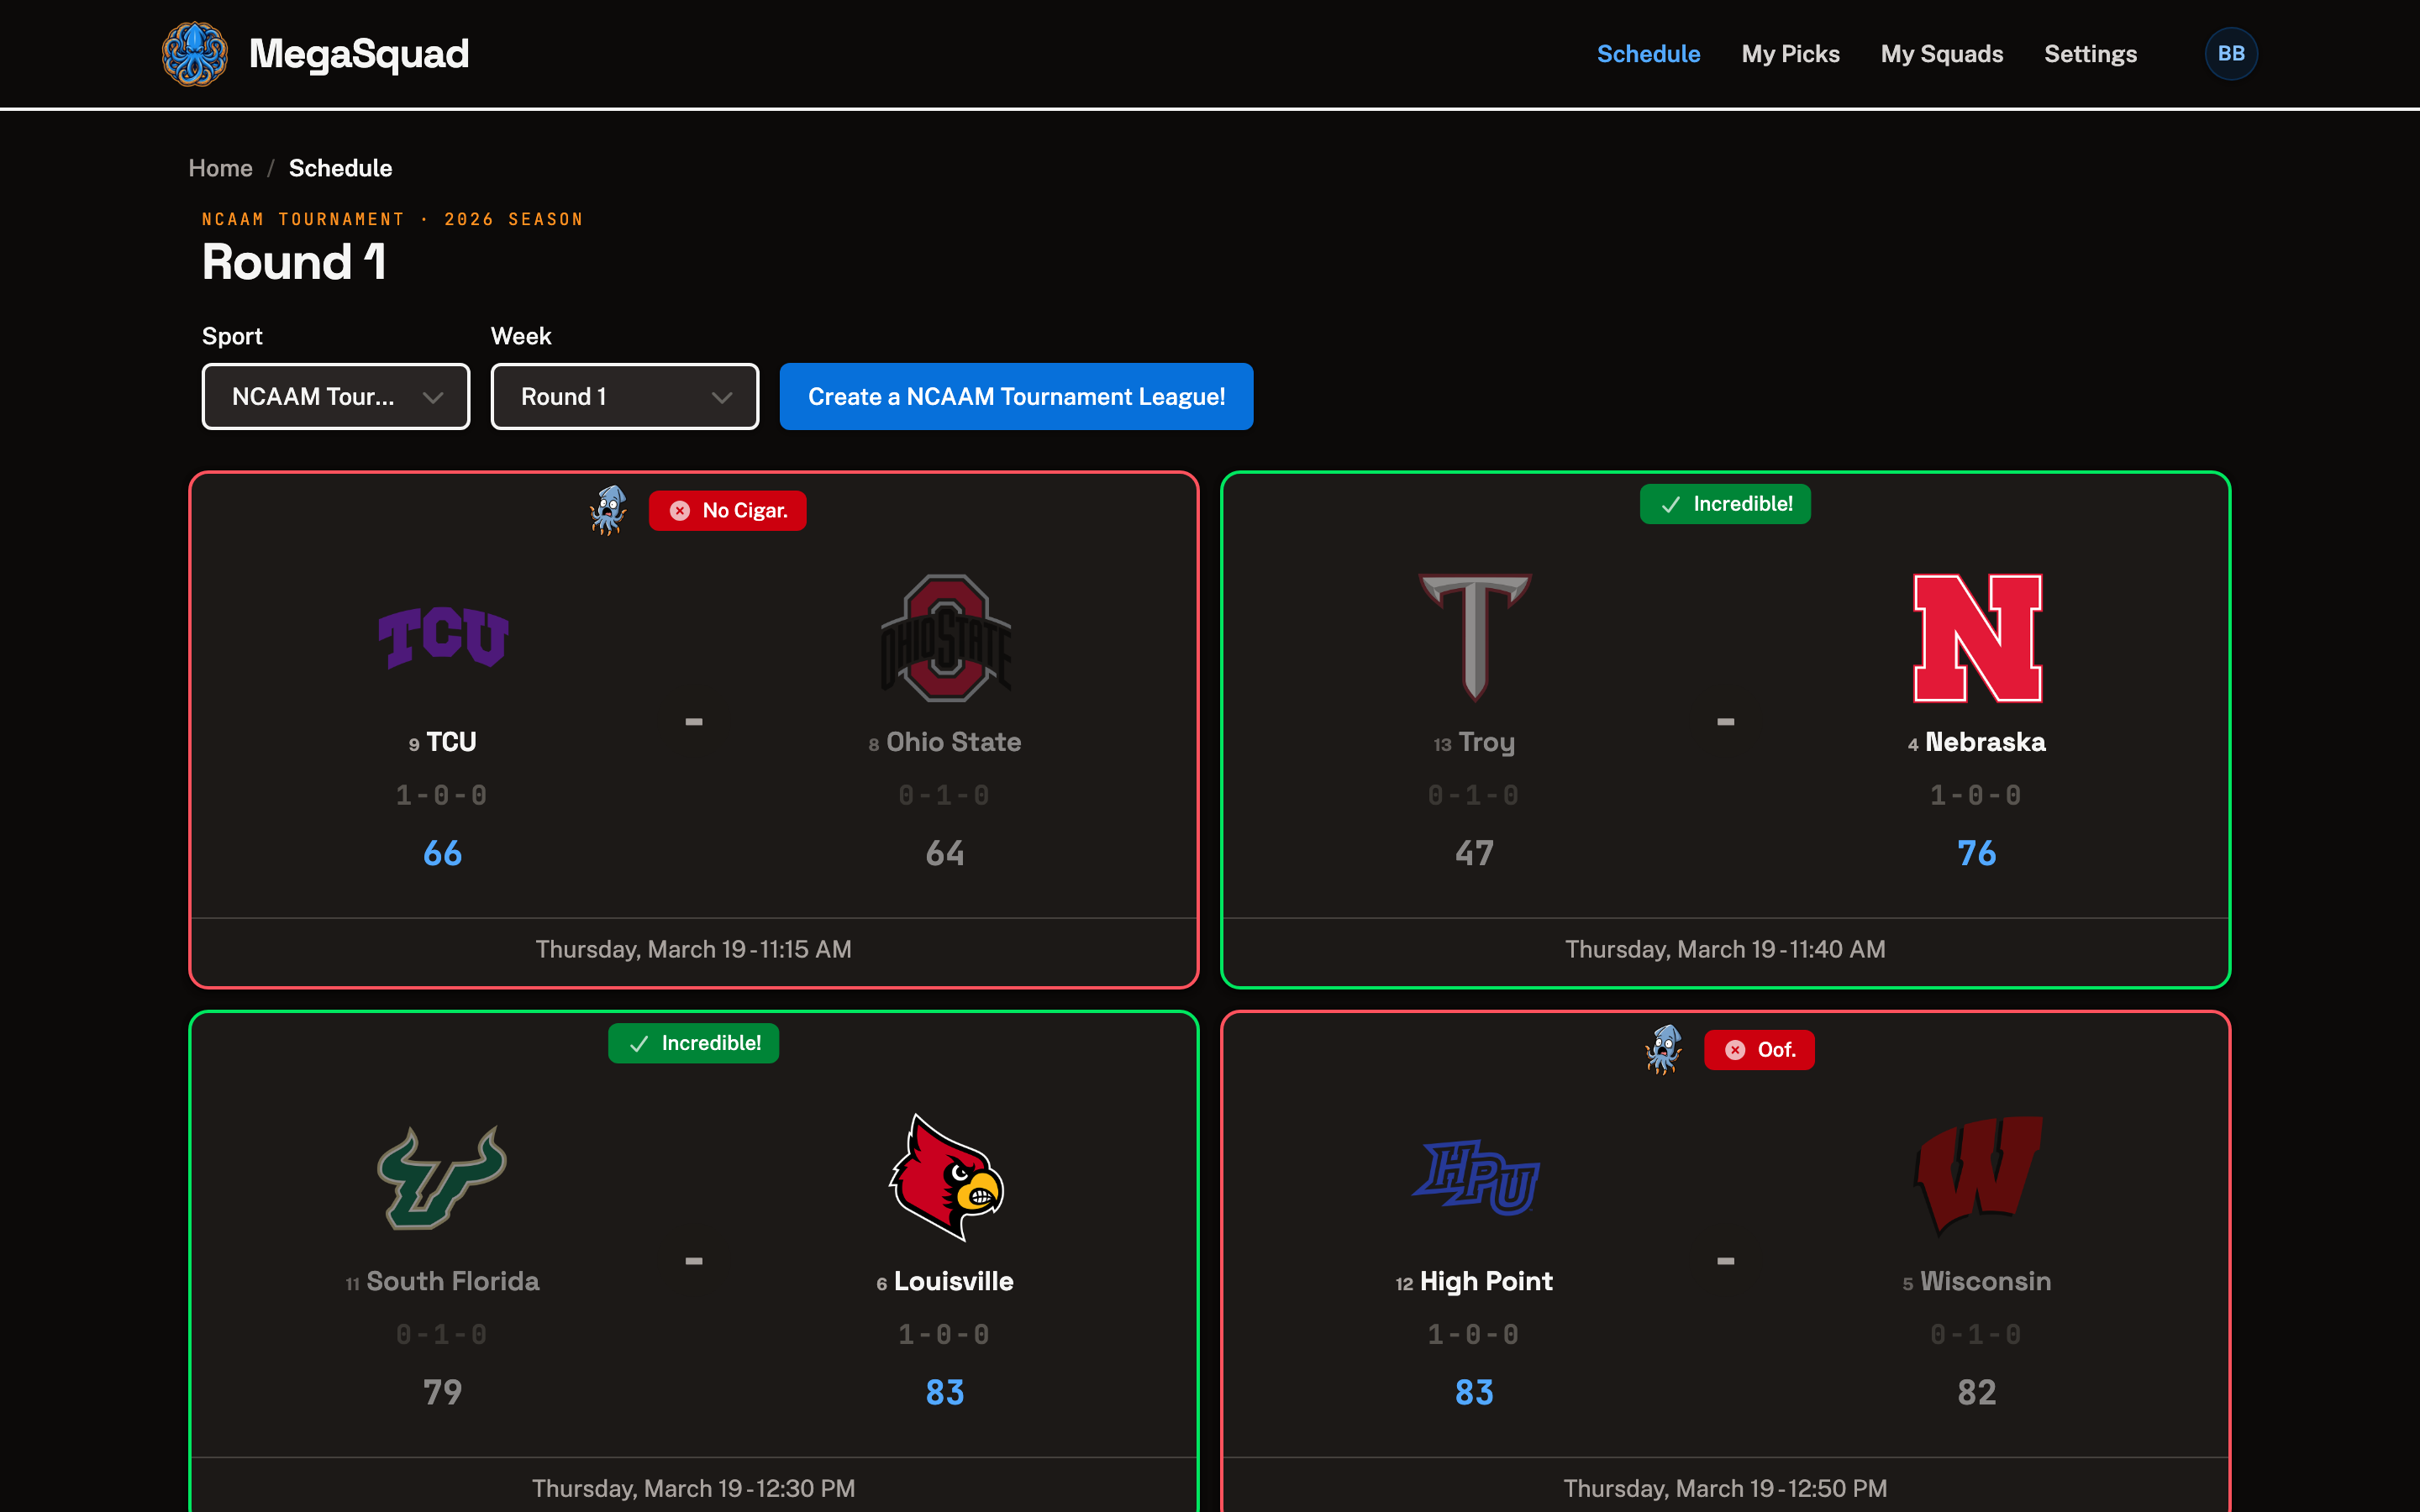 MegaSquad
Schedule My Picks My Squads Settings BB
Home / Schedule
NCAAM TOURNAMENT · 2026 SEASON
Round 1
Sport Week
NCAAM Tour... Round 1 Create a NCAAM Tournament League!
No Cigar.
TCU
OHIO STATE
9 TCU - 8 Ohio State
1-0-0 0-1-0
66 64
Thursday, March 19 - 11:15 AM
Incredible!
T
N
13 Troy - 4 Nebraska
0-1-0 1-0-0
47 76
Thursday, March 19 - 11:40 AM
Incredible!
11 South Florida - 6 Louisville
0-1-0 1-0-0
79 83
Thursday, March 19 - 12:30 PM
Oof.
HPU
W
12 High Point - 5 Wisconsin
1-0-0 0-1-0
83 82
Thursday, March 19 - 12:50 PM